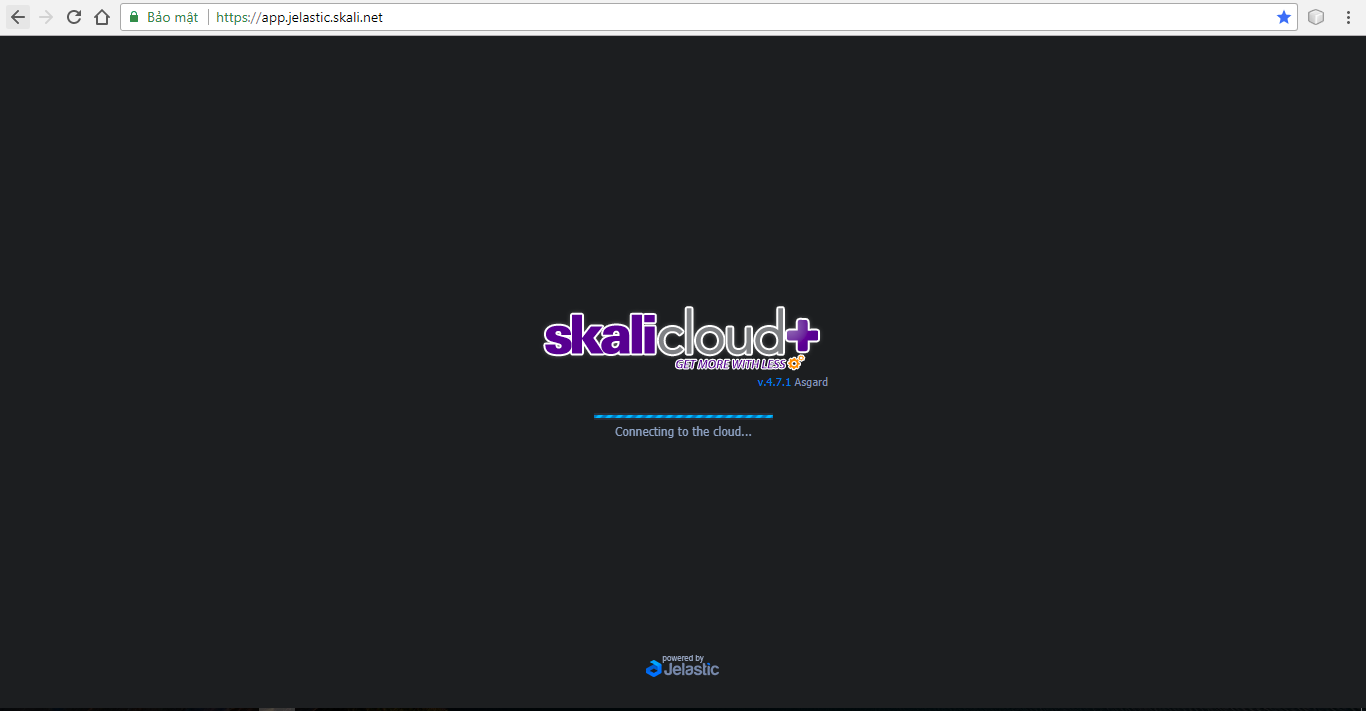 Bảo mật https://app.jelastic.skali.net
skalicloud+
GET MORE WITH LESS
v.4.7.1 Asgard
Connecting to the cloud...
powered by
Jelastic